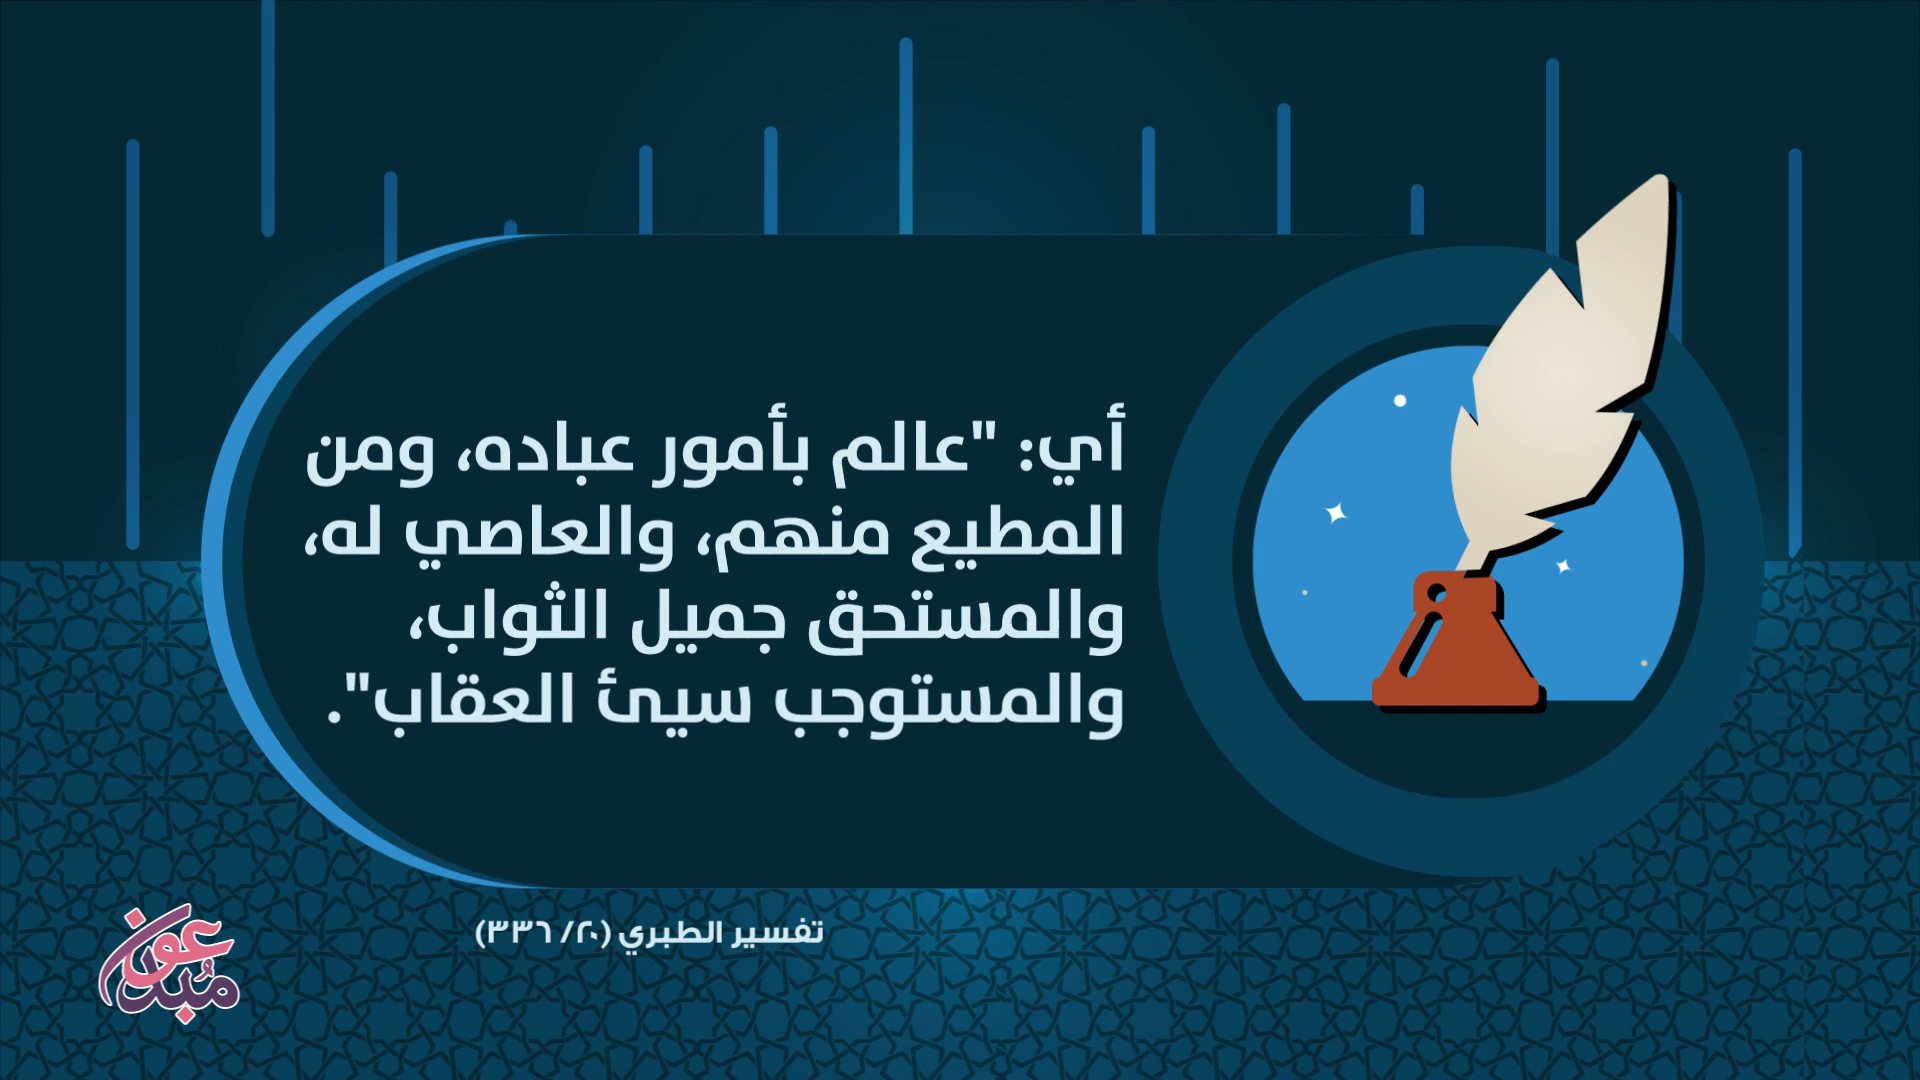 أي: "عالم بأمور عباده، ومن
المطيع منهم، والعاصي له،
والمستحق جميل الثواب،
والمستوجب سيئ العقاب".
تفسير الطبري (٢٠/ ٣٣٦)
مُبدعون